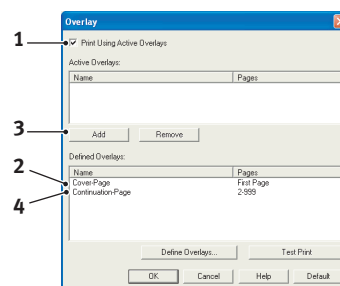 Overlay
1
Print Using Active Overlays
Active Overlays:
Name Pages
3
Add Remove
Defined Overlays:
Name Pages
2
Cover-Page First Page
4
Continuation-Page 2-999
Define Overlays... Test Print
OK Cancel Help Default